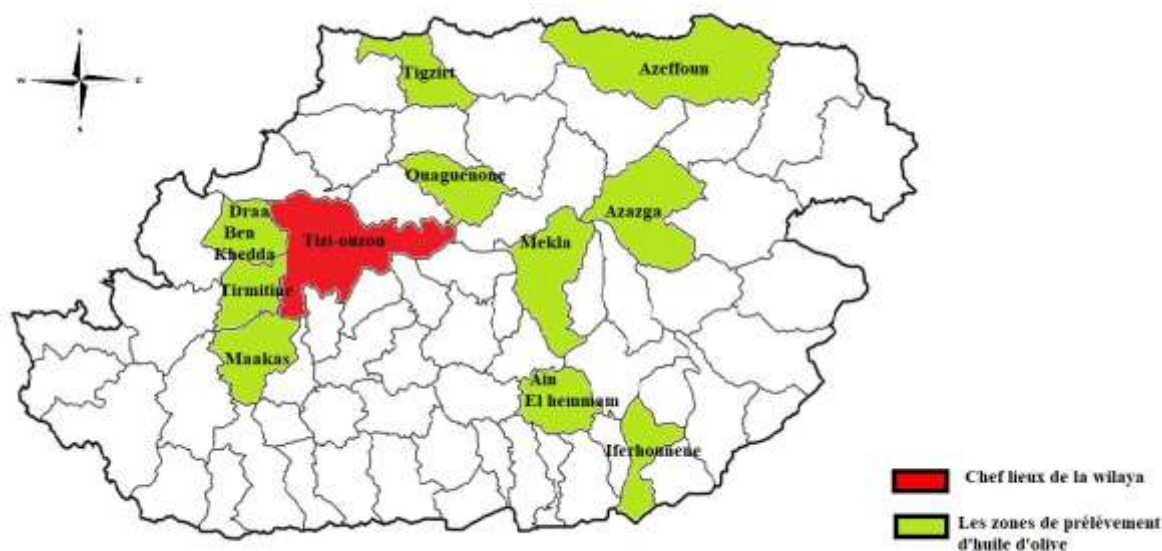 N
W E
S
Tigzirt
Azeffoun
Ouaguenone
Draa
Ben
Khedda
Tizi-ouzou
Azazga
Mekla
Tirmitine
Maakas
Ain
El hemmam
Iferhounene
Chef lieux de la wilaya
Les zones de prélèvement
d'huile d'olive